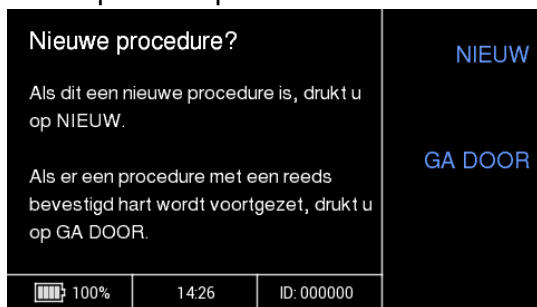 Nieuwe procedure?
NIEUW
Als dit een nieuwe procedure is, drukt u
op NIEUW.
GA DOOR
Als er een procedure met een reeds
bevestigd hart wordt voortgezet, drukt u
op GA DOOR.
100%
14:26
ID: 000000